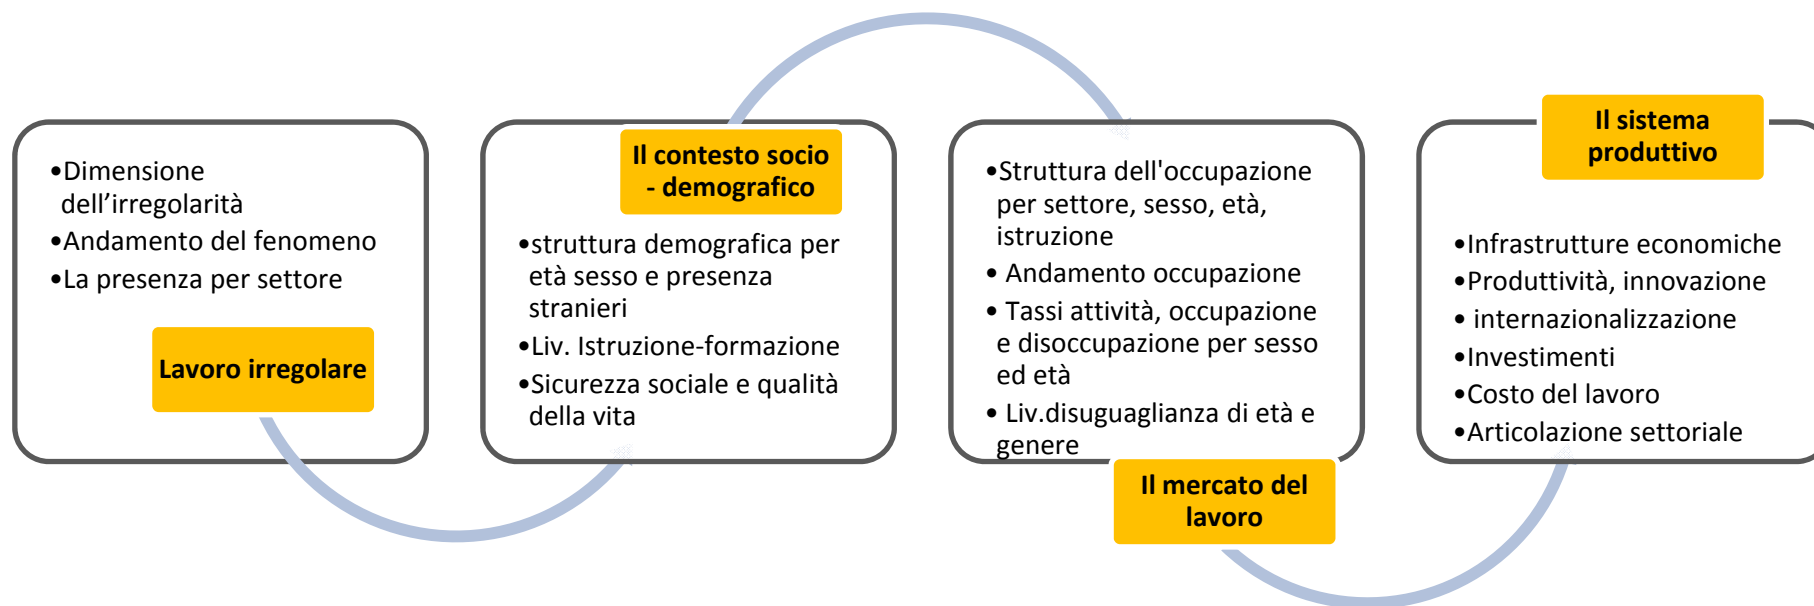 •Dimensione
dell’irregolarità
•Andamento del fenomeno
•La presenza per settore
Lavoro irregolare
Il contesto socio
- demografico
•struttura demografica per
età sesso e presenza
stranieri
•Liv. Istruzione-formazione
•Sicurezza sociale e qualità
della vita
•Struttura dell'occupazione
per settore, sesso, età,
istruzione
• Andamento occupazione
• Tassi attività, occupazione
e disoccupazione per sesso
ed età
• Liv.disuguaglianza di età e
genere
Il mercato del
lavoro
Il sistema
produttivo
•Infrastrutture economiche
•Produttività, innovazione
• internazionalizzazione
•Investimenti
•Costo del lavoro
•Articolazione settoriale